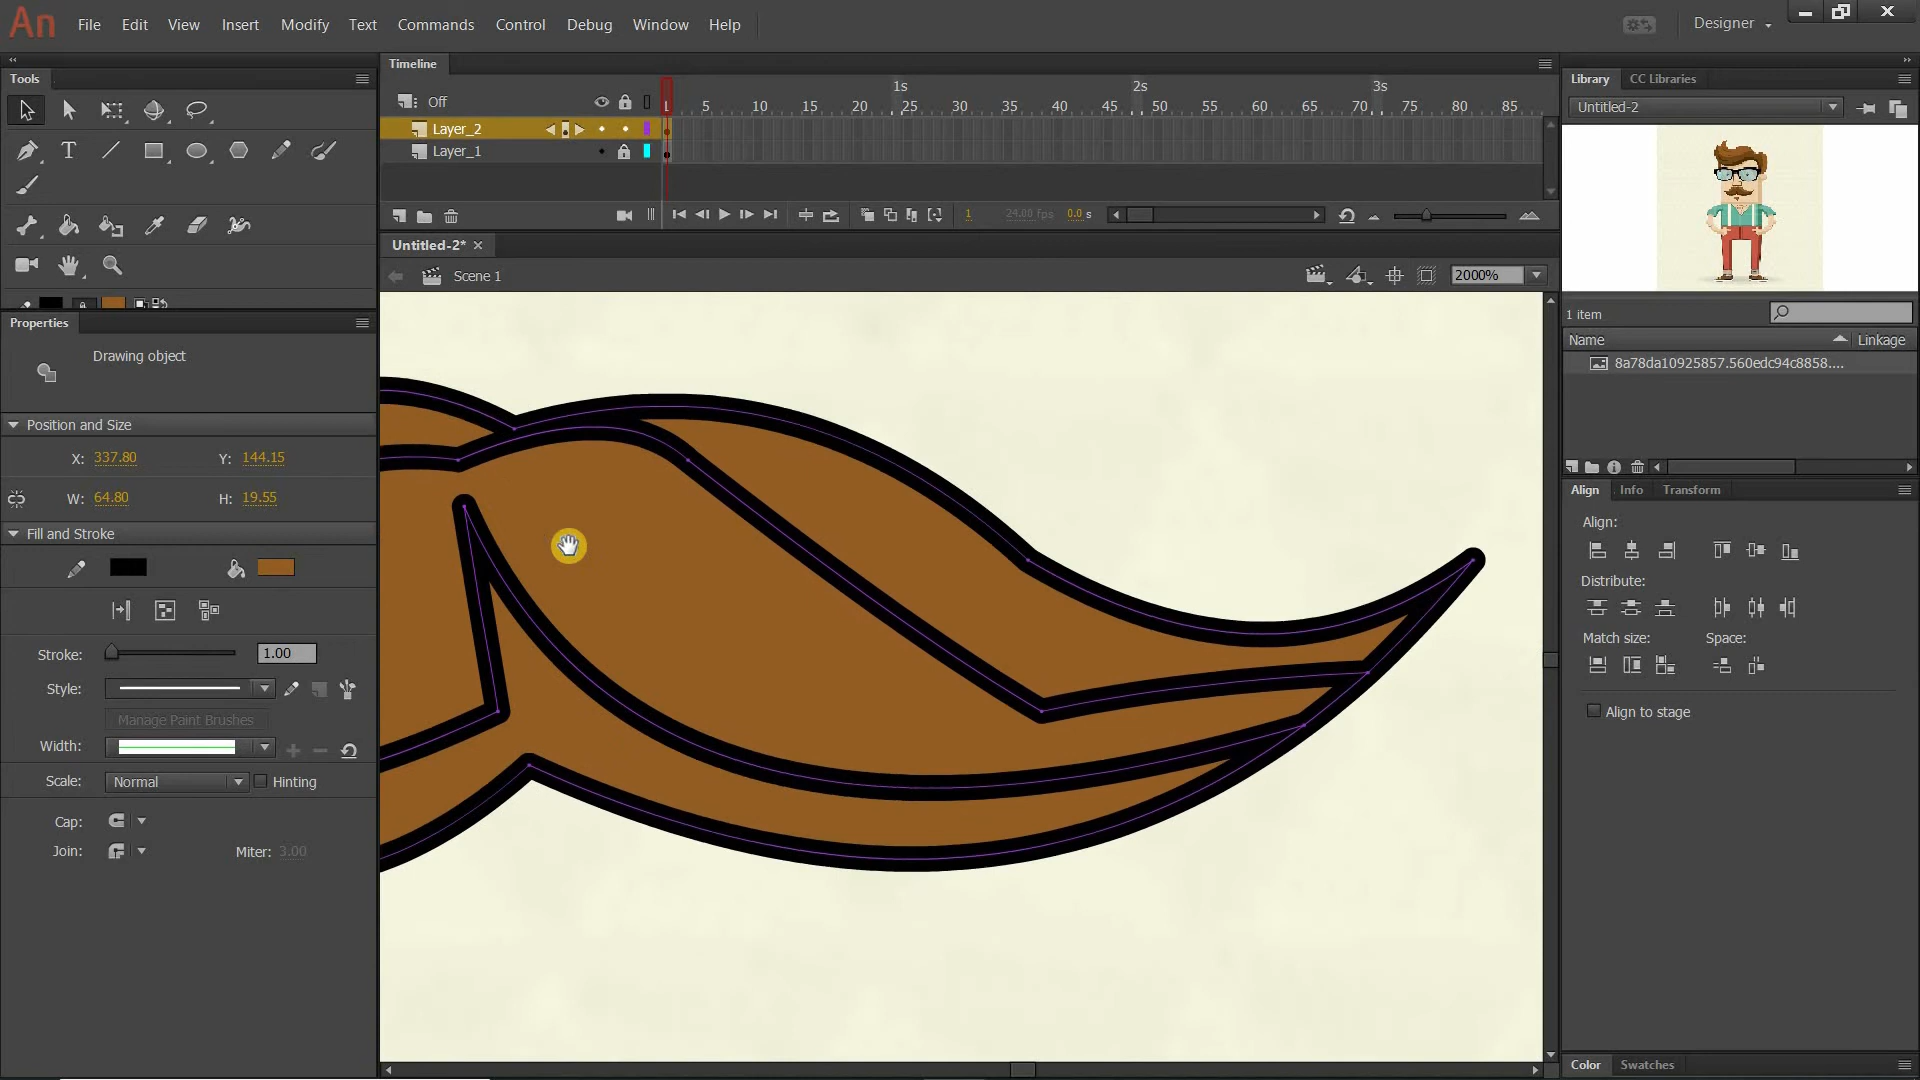 An File Edit View Insert Modify Text Commands Control Debug Window Help Designer
Tools
Timeline
Library CC Libraries
Off
1s 2s 3s
1 5 10 15 20 25 30 35 40 45 50 55 60 65 70 75 80 85
Untitled-2
Layer_2
Layer_1
1 24.00 fps 0.0 s
Untitled-2*
Scene 1
2000%
Properties
Drawing object
Position and Size
X: 337.80 Y: 144.15
W: 64.80 H: 19.55
Fill and Stroke
Stroke: 1.00
Style:
Manage Paint Brushes
Width:
Scale: Normal Hinting
Cap:
Join: Miter: 3.00
1 item
Name Linkage
8a78da10925857.560edc94c8858....
Align Info Transform
Align:
Distribute:
Match size: Space:
Align to stage
Color Swatches